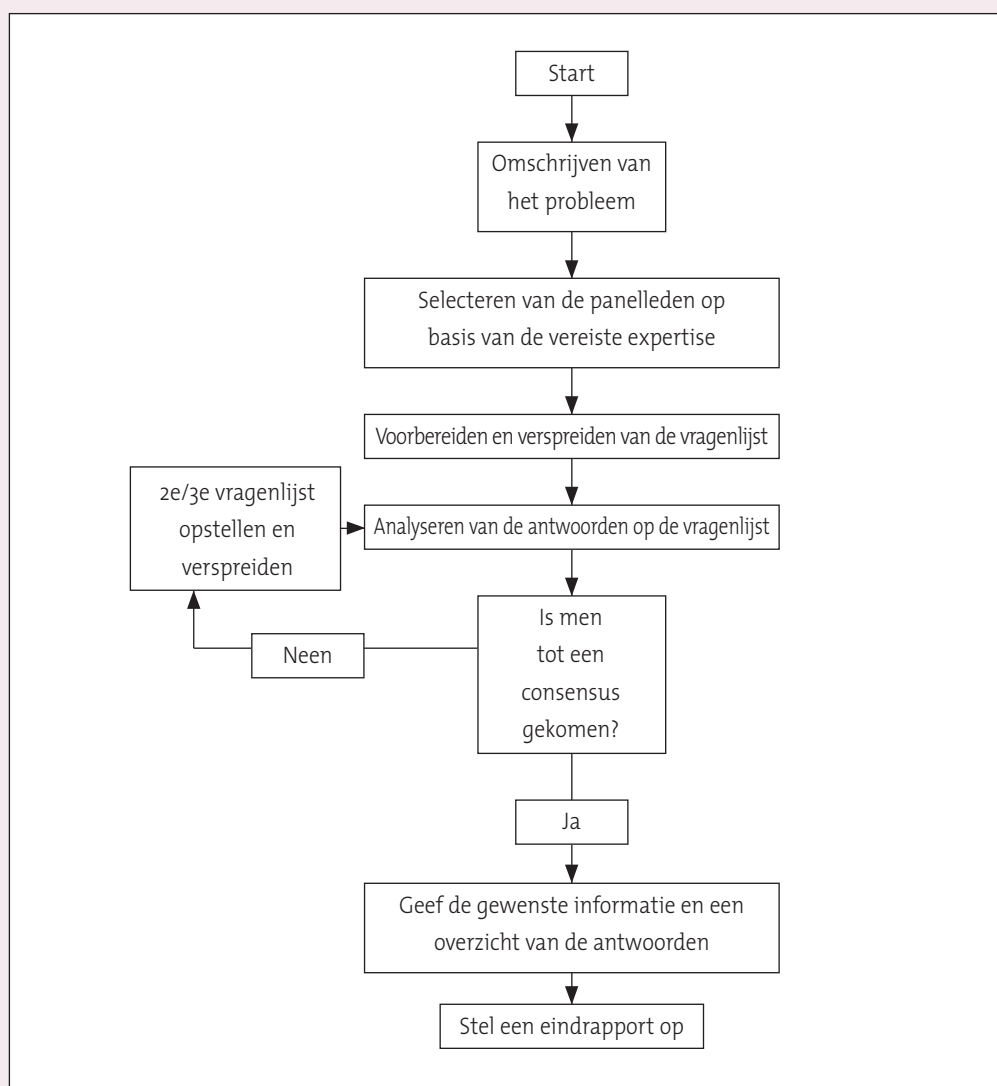 Start
Omschrijven van
het probleem
Selecteren van de panelleden op
basis van de vereiste expertise
Voorbereiden en verspreiden van de vragenlijst
2e/3e vragenlijst
opstellen en
verspreiden
Analyseren van de antwoorden op de vragenlijst
Is men
tot een
consensus
gekomen?
Neen
Ja
Geef de gewenste informatie en een
overzicht van de antwoorden
Stel een eindrapport op